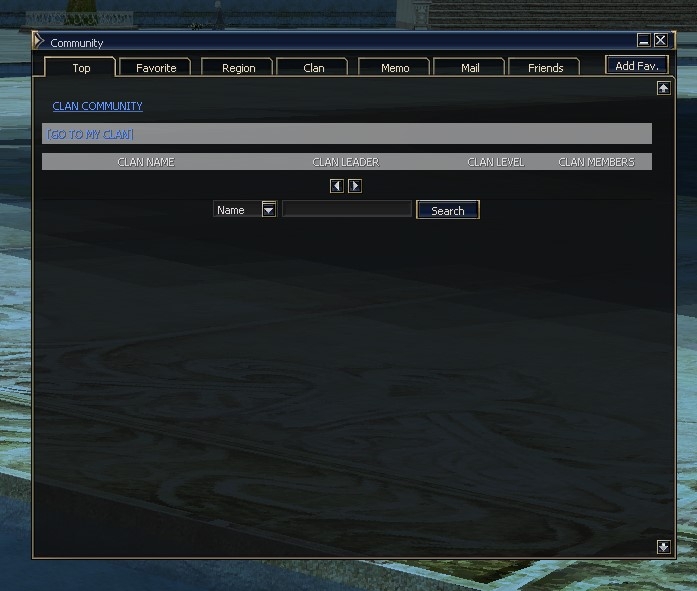 Community
Top Favorite Region Clan Memo Mail Friends Add Fav.
CLAN COMMUNITY
[GO TO MY CLAN]
CLAN NAME CLAN LEADER CLAN LEVEL CLAN MEMBERS
Name Search